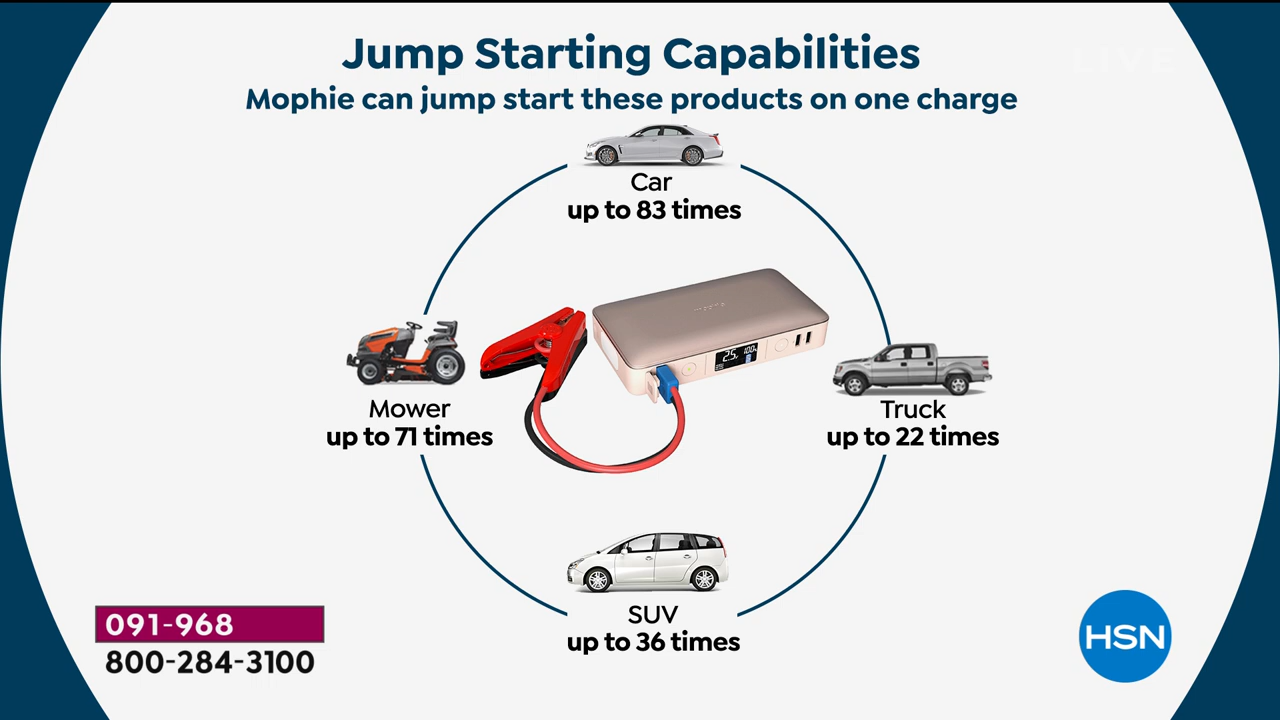 Jump Starting Capabilities
LIVE
Mophie can jump start these products on one charge
Car
up to 83 times
Mower
up to 71 times
Truck
up to 22 times
SUV
up to 36 times
091-968
800-284-3100
HSN